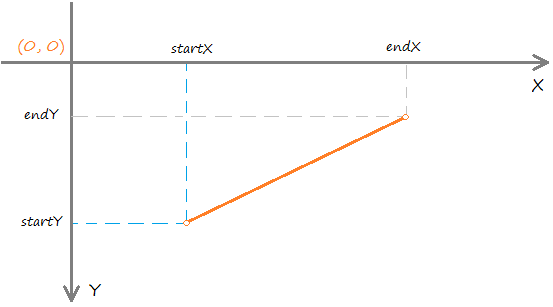 (0, 0)
startX
endX
X
endY
startY
Y